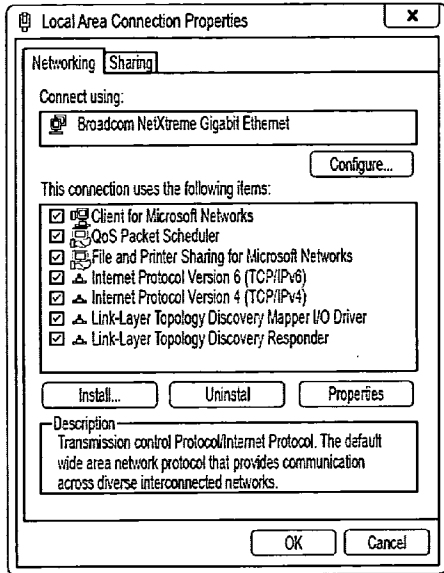 Local Area Connection Properties
x
Networking Sharing
Connect using:
Broadcom NetXtreme Gigabit Ethernet
Configure...
This connection uses the following items:
Client for Microsoft Networks
QoS Packet Scheduler
File and Printer Sharing for Microsoft Networks
Internet Protocol Version 6 (TCP/IPv6)
Internet Protocol Version 4 (TCP/IPv4)
Link-Layer Topology Discovery Mapper I/O Driver
Link-Layer Topology Discovery Responder
Install... Uninstal Properties
Description
Transmission control Protocol/Internet Protocol. The default
wide area network protocol that provides communication
across diverse interconnected networks.
OK Cancel